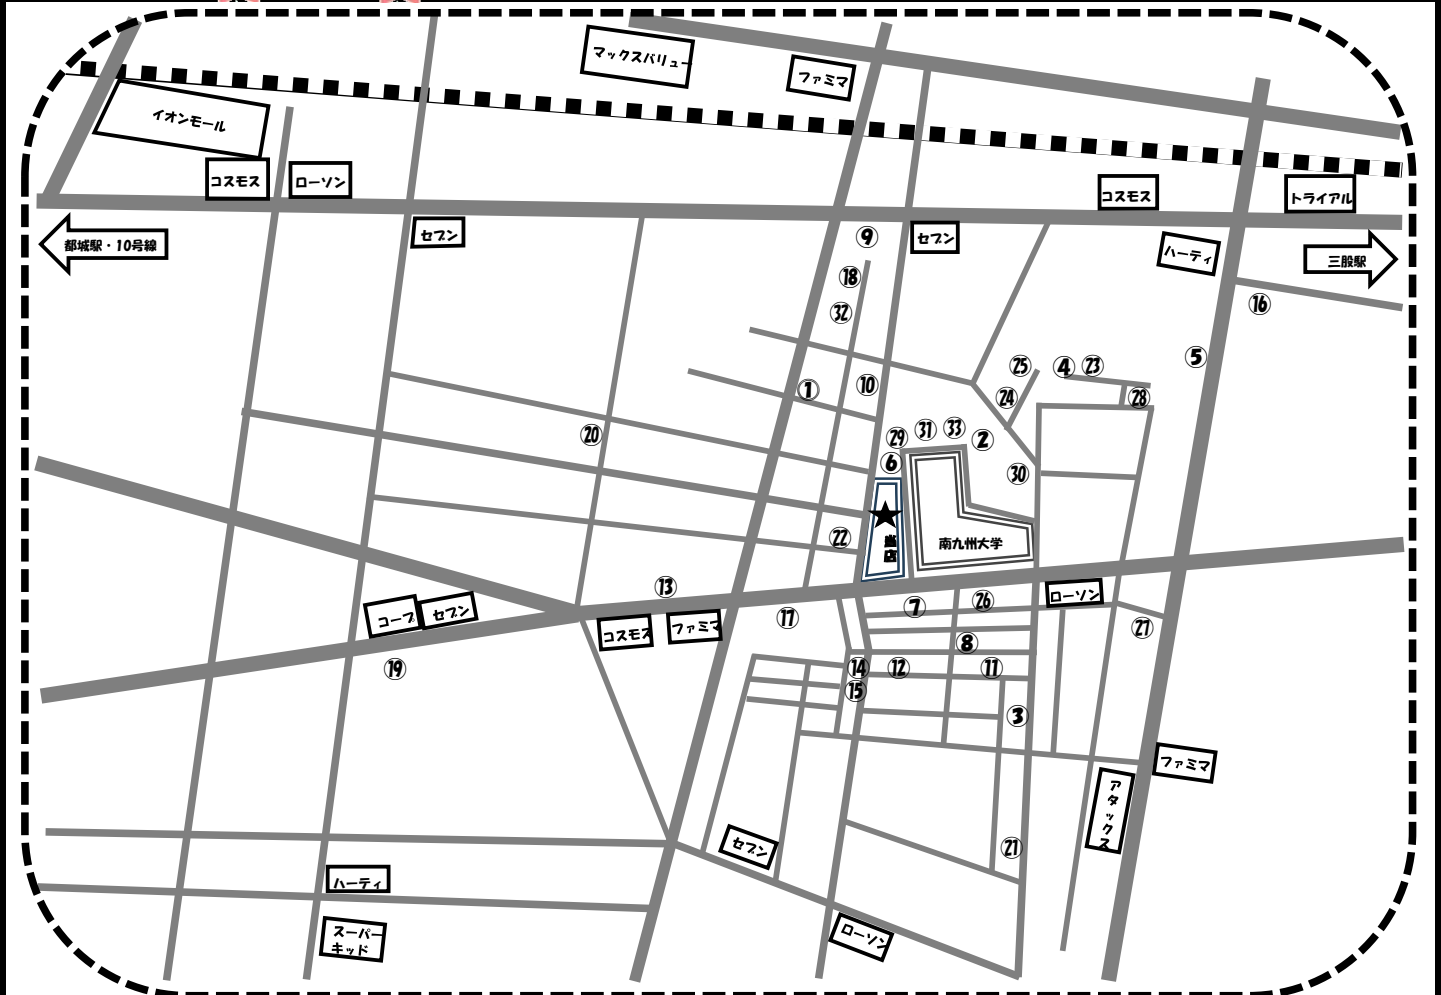 マックスバリュー
ファミマ
イオンモール
コスモス
ローソン
コスモス
トライアル
都城駅・10号線
セブン
⑨
セブン
ハーティ
三股駅
⑱
⑯
㉜
⑤
㉕
④
㉓
①
⑩
㉔
㉘
⑳
㉙
㉛
㉝
②
⑥
㉚
㉒
当店
南九州大学
⑬
コープ
セブン
ローソン
⑦
㉖
⑰
コスモス
ファミマ
㉗
⑧
⑲
⑭
⑫
⑪
⑮
③
ファミマ
アタックス
セブン
㉑
ハーティ
スーパー
キッド
ローソン